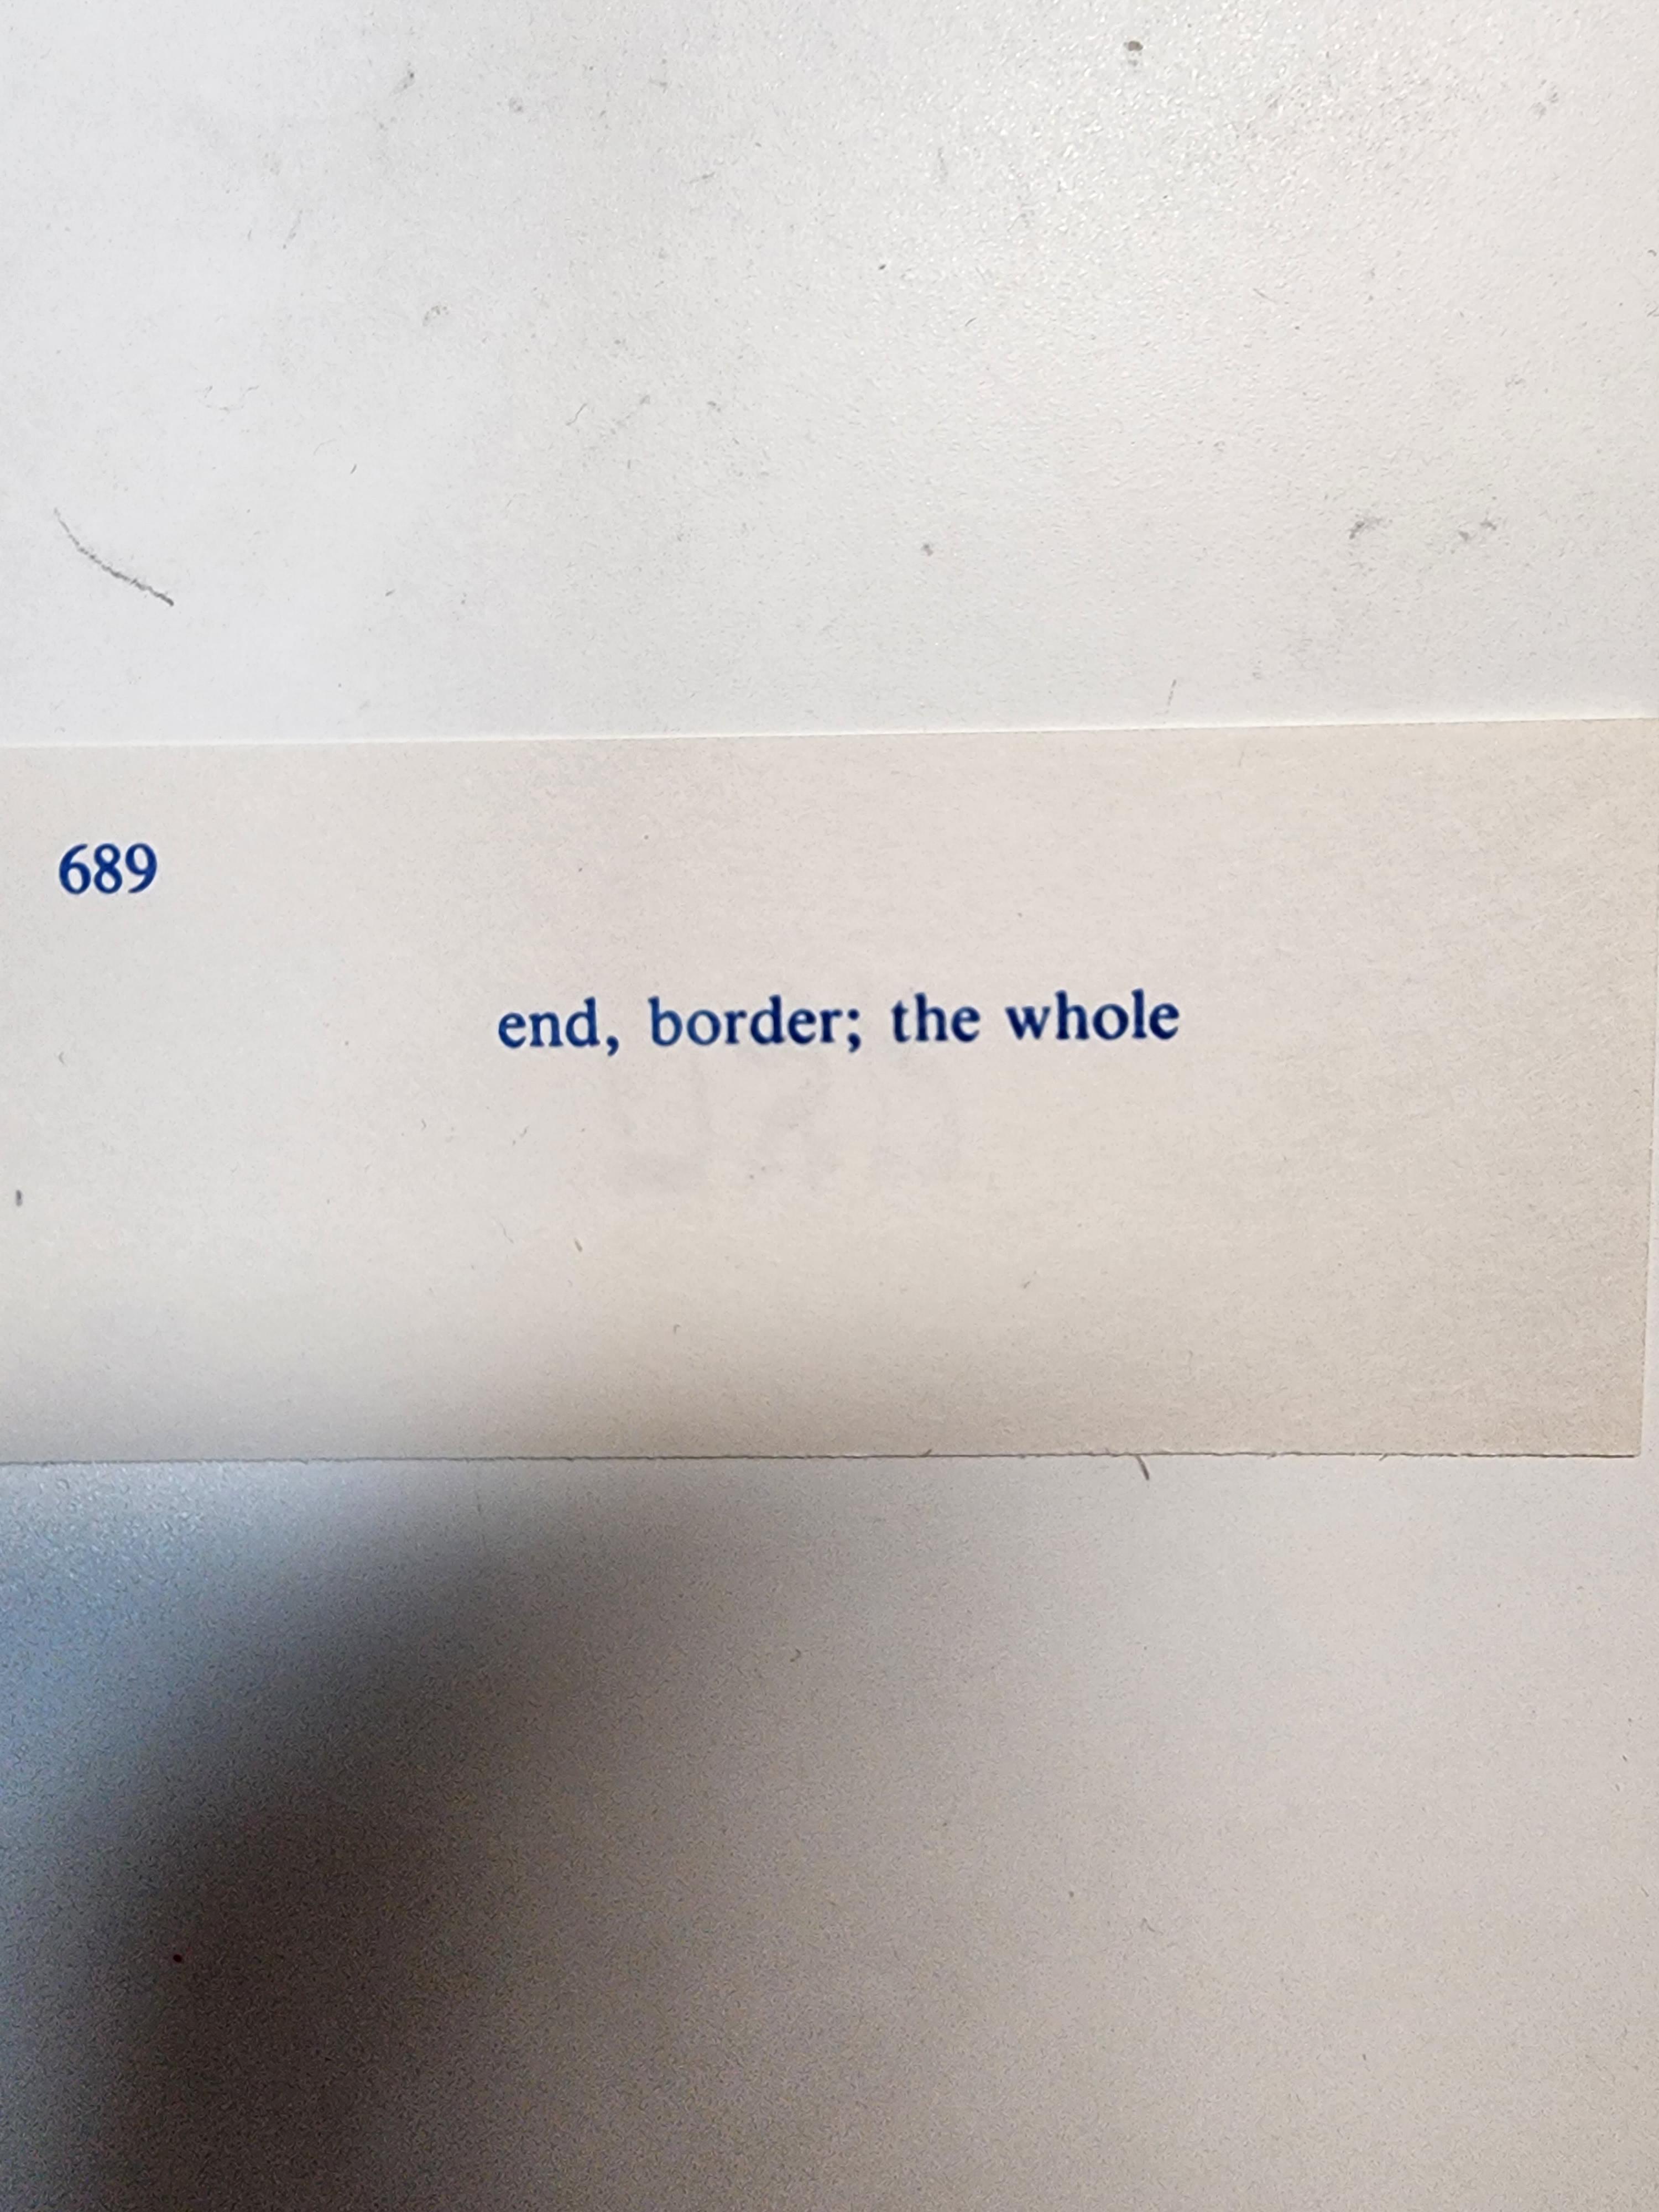 689
end, border; the whole